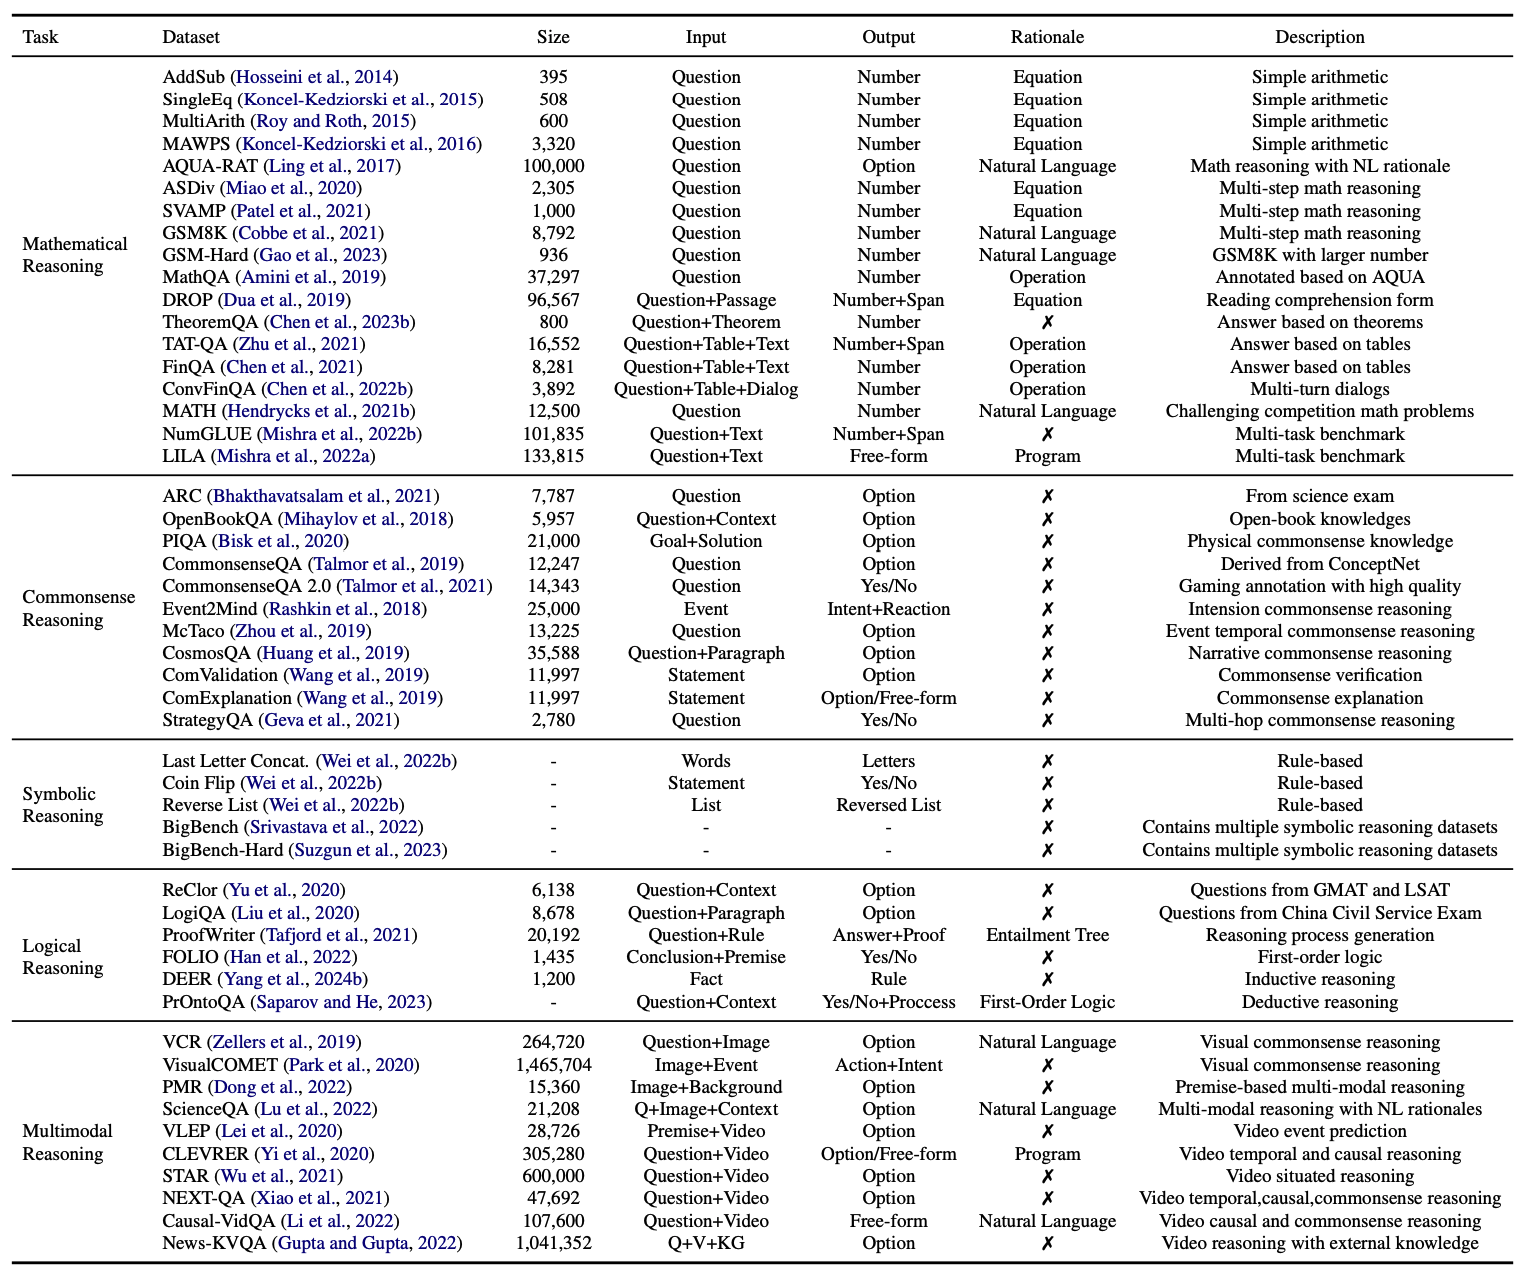 Task Dataset Size Input Output Rationale Description
AddSub (Hosseini et al., 2014) 395 Question Number Equation Simple arithmetic
SingleEq (Koncel-Kedziorski et al., 2015) 508 Question Number Equation Simple arithmetic
MultiArith (Roy and Roth, 2015) 600 Question Number Equation Simple arithmetic
MAWPS (Koncel-Kedziorski et al., 2016) 3,320 Question Number Equation Simple arithmetic
AQUA-RAT (Ling et al., 2017) 100,000 Question Option Natural Language Math reasoning with NL rationale
ASDiv (Miao et al., 2020) 2,305 Question Number Equation Multi-step math reasoning
SVAMP (Patel et al., 2021) 1,000 Question Number Equation Multi-step math reasoning
Mathematical Reasoning
GSM8K (Cobbe et al., 2021) 8,792 Question Number Natural Language Multi-step math reasoning
GSM-Hard (Gao et al., 2023) 936 Question Number Natural Language GSM8K with larger number
MathQA (Amini et al., 2019) 37,297 Question Number Operation Annotated based on AQUA
DROP (Dua et al., 2019) 96,567 Question+Passage Number+Span Equation Reading comprehension form
TheoremQA (Chen et al., 2023b) 800 Question+Theorem Number ✗ Answer based on theorems
TAT-QA (Zhu et al., 2021) 16,552 Question+Table+Text Number+Span Operation Answer based on tables
FinQA (Chen et al., 2021) 8,281 Question+Table+Text Number Operation Answer based on tables
ConvFinQA (Chen et al., 2022b) 3,892 Question+Table+Dialog Number Operation Multi-turn dialogs
MATH (Hendrycks et al., 2021b) 12,500 Question Number Natural Language Challenging competition math problems
NumGLUE (Mishra et al., 2022b) 101,835 Question+Text Number+Span ✗ Multi-task benchmark
LILA (Mishra et al., 2022a) 133,815 Question+Text Free-form Program Multi-task benchmark
ARC (Bhakthavatsalam et al., 2021) 7,787 Question Option ✗ From science exam
OpenBookQA (Mihaylov et al., 2018) 5,957 Question+Context Option ✗ Open-book knowledges
PIQA (Bisk et al., 2020) 21,000 Goal+Solution Option ✗ Physical commonsense knowledge
CommonsenseQA (Talmor et al., 2019) 12,247 Question Option ✗ Derived from ConceptNet
CommonsenseQA 2.0 (Talmor et al., 2021) 14,343 Question Yes/No ✗ Gaming annotation with high quality
Commonsense Reasoning
Event2Mind (Rashkin et al., 2018) 25,000 Event Intent+Reaction ✗ Intension commonsense reasoning
McTaco (Zhou et al., 2019) 13,225 Question Option ✗ Event temporal commonsense reasoning
CosmosQA (Huang et al., 2019) 35,588 Question+Paragraph Option ✗ Narrative commonsense reasoning
ComValidation (Wang et al., 2019) 11,997 Statement Option ✗ Commonsense verification
ComExplanation (Wang et al., 2019) 11,997 Statement Option/Free-form ✗ Commonsense explanation
StrategyQA (Geva et al., 2021) 2,780 Question Yes/No ✗ Multi-hop commonsense reasoning
Last Letter Concat. (Wei et al., 2022b) - Words Letters ✗ Rule-based
Coin Flip (Wei et al., 2022b) - Statement Yes/No ✗ Rule-based
Symbolic Reasoning
Reverse List (Wei et al., 2022b) - List Reversed List ✗ Rule-based
BigBench (Srivastava et al., 2022) - - - ✗ Contains multiple symbolic reasoning datasets
BigBench-Hard (Suzgun et al., 2023) - - - ✗ Contains multiple symbolic reasoning datasets
ReClor (Yu et al., 2020) 6,138 Question+Context Option ✗ Questions from GMAT and LSAT
LogiQA (Liu et al., 2020) 8,678 Question+Paragraph Option ✗ Questions from China Civil Service Exam
ProofWriter (Tafjord et al., 2021) 20,192 Question+Rule Answer+Proof Entailment Tree Reasoning process generation
Logical Reasoning
FOLIO (Han et al., 2022) 1,435 Conclusion+Premise Yes/No ✗ First-order logic
DEER (Yang et al., 2024b) 1,200 Fact Rule ✗ Inductive reasoning
PrOntoQA (Saparov and He, 2023) - Question+Context Yes/No+Proccess First-Order Logic Deductive reasoning
VCR (Zellers et al., 2019) 264,720 Question+Image Option Natural Language Visual commonsense reasoning
VisualCOMET (Park et al., 2020) 1,465,704 Image+Event Action+Intent ✗ Visual commonsense reasoning
PMR (Dong et al., 2022) 15,360 Image+Background Option ✗ Premise-based multi-modal reasoning
ScienceQA (Lu et al., 2022) 21,208 Q+Image+Context Option Natural Language Multi-modal reasoning with NL rationales
Multimodal Reasoning
VLEP (Lei et al., 2020) 28,726 Premise+Video Option ✗ Video event prediction
CLEVRER (Yi et al., 2020) 305,280 Question+Video Option/Free-form Program Video temporal and causal reasoning
STAR (Wu et al., 2021) 600,000 Question+Video Option ✗ Video situated reasoning
NEXT-QA (Xiao et al., 2021) 47,692 Question+Video Option ✗ Video temporal,causal,commonsense reasoning
Causal-VidQA (Li et al., 2022) 107,600 Question+Video Free-form Natural Language Video causal and commonsense reasoning
News-KVQA (Gupta and Gupta, 2022) 1,041,352 Q+V+KG Option ✗ Video reasoning with external knowledge